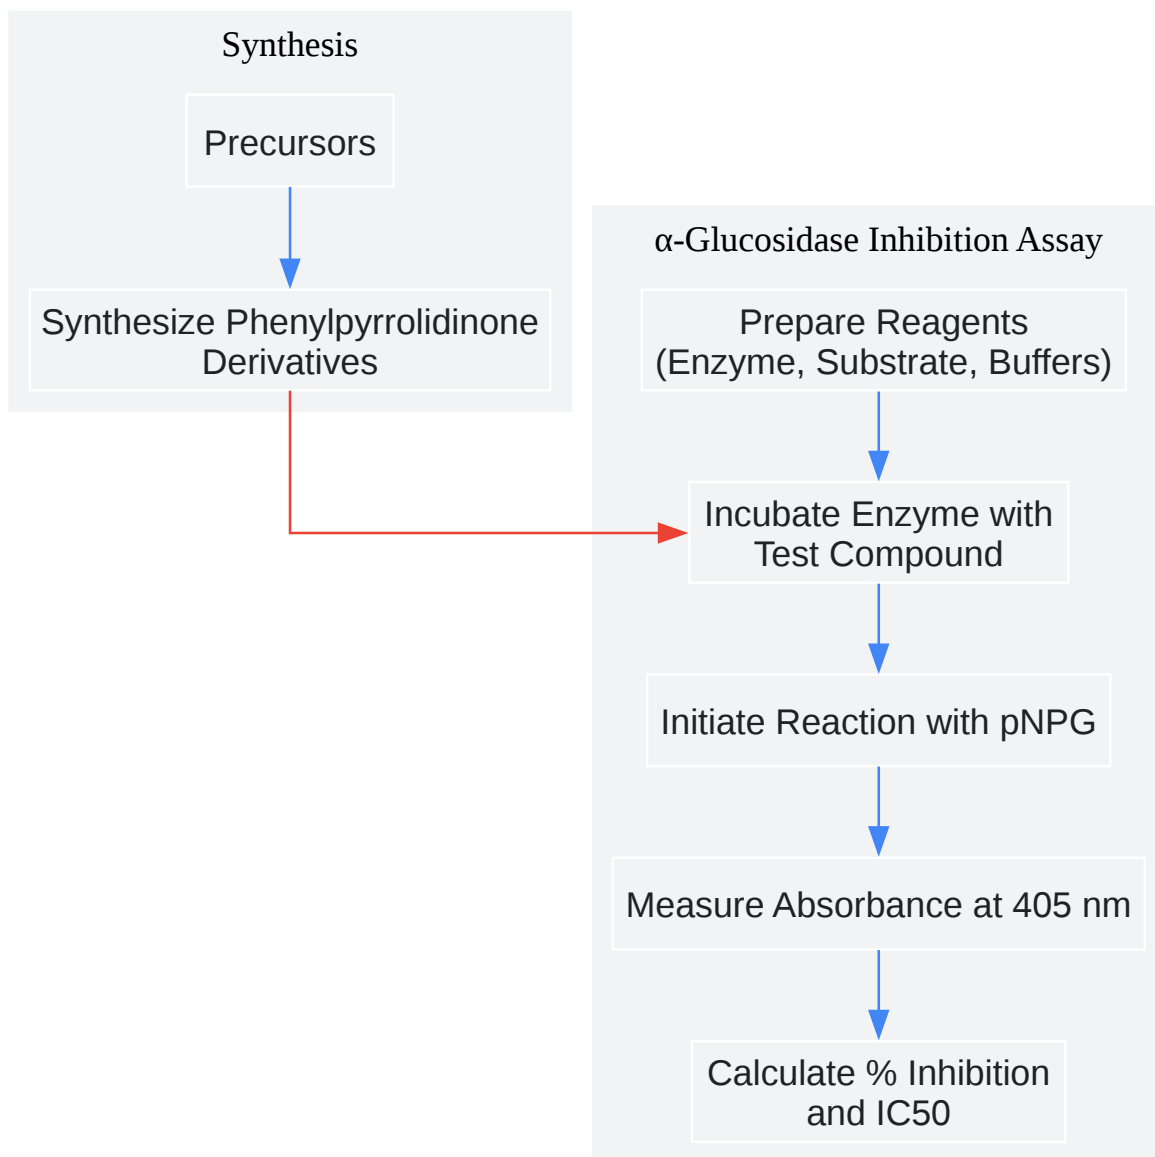 Synthesis
Precursors
Synthesize Phenylpyrrolidinone
Derivatives
α-Glucosidase Inhibition Assay
Prepare Reagents
(Enzyme, Substrate, Buffers)
Incubate Enzyme with
Test Compound
Initiate Reaction with pNPG
Measure Absorbance at 405 nm
Calculate % Inhibition
and IC50